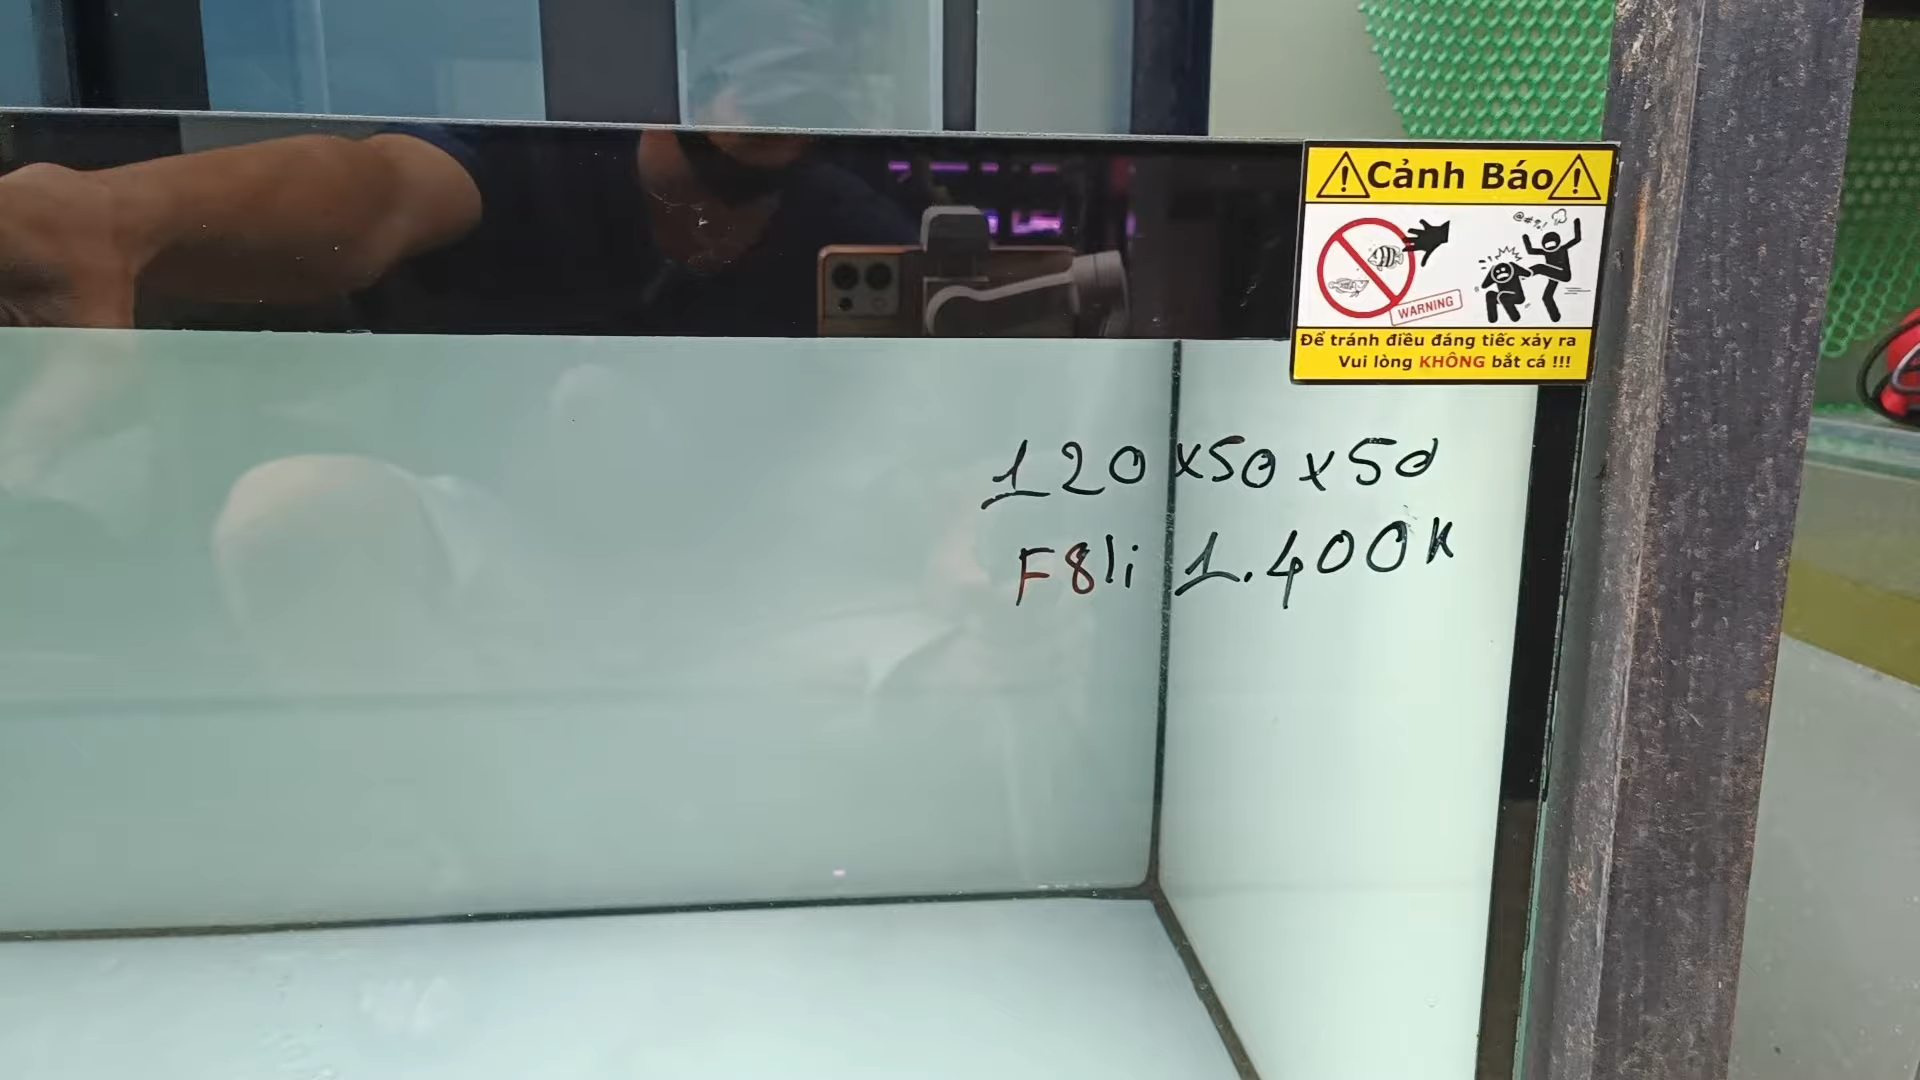 Cảnh Báo
@#%!
WARNING
Để tránh điều đáng tiếc xảy ra
Vui lòng KHÔNG bắt cá !!!
120x50x50
F8li 1.400K